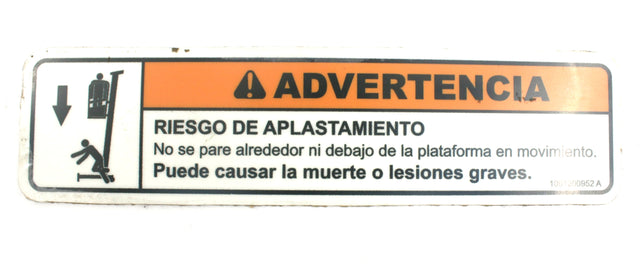 ADVERTENCIA
RIESGO DE APLASTAMIENTO
No se pare alrededor ni debajo de la plataforma en movimiento.
Puede causar la muerte o lesiones graves.